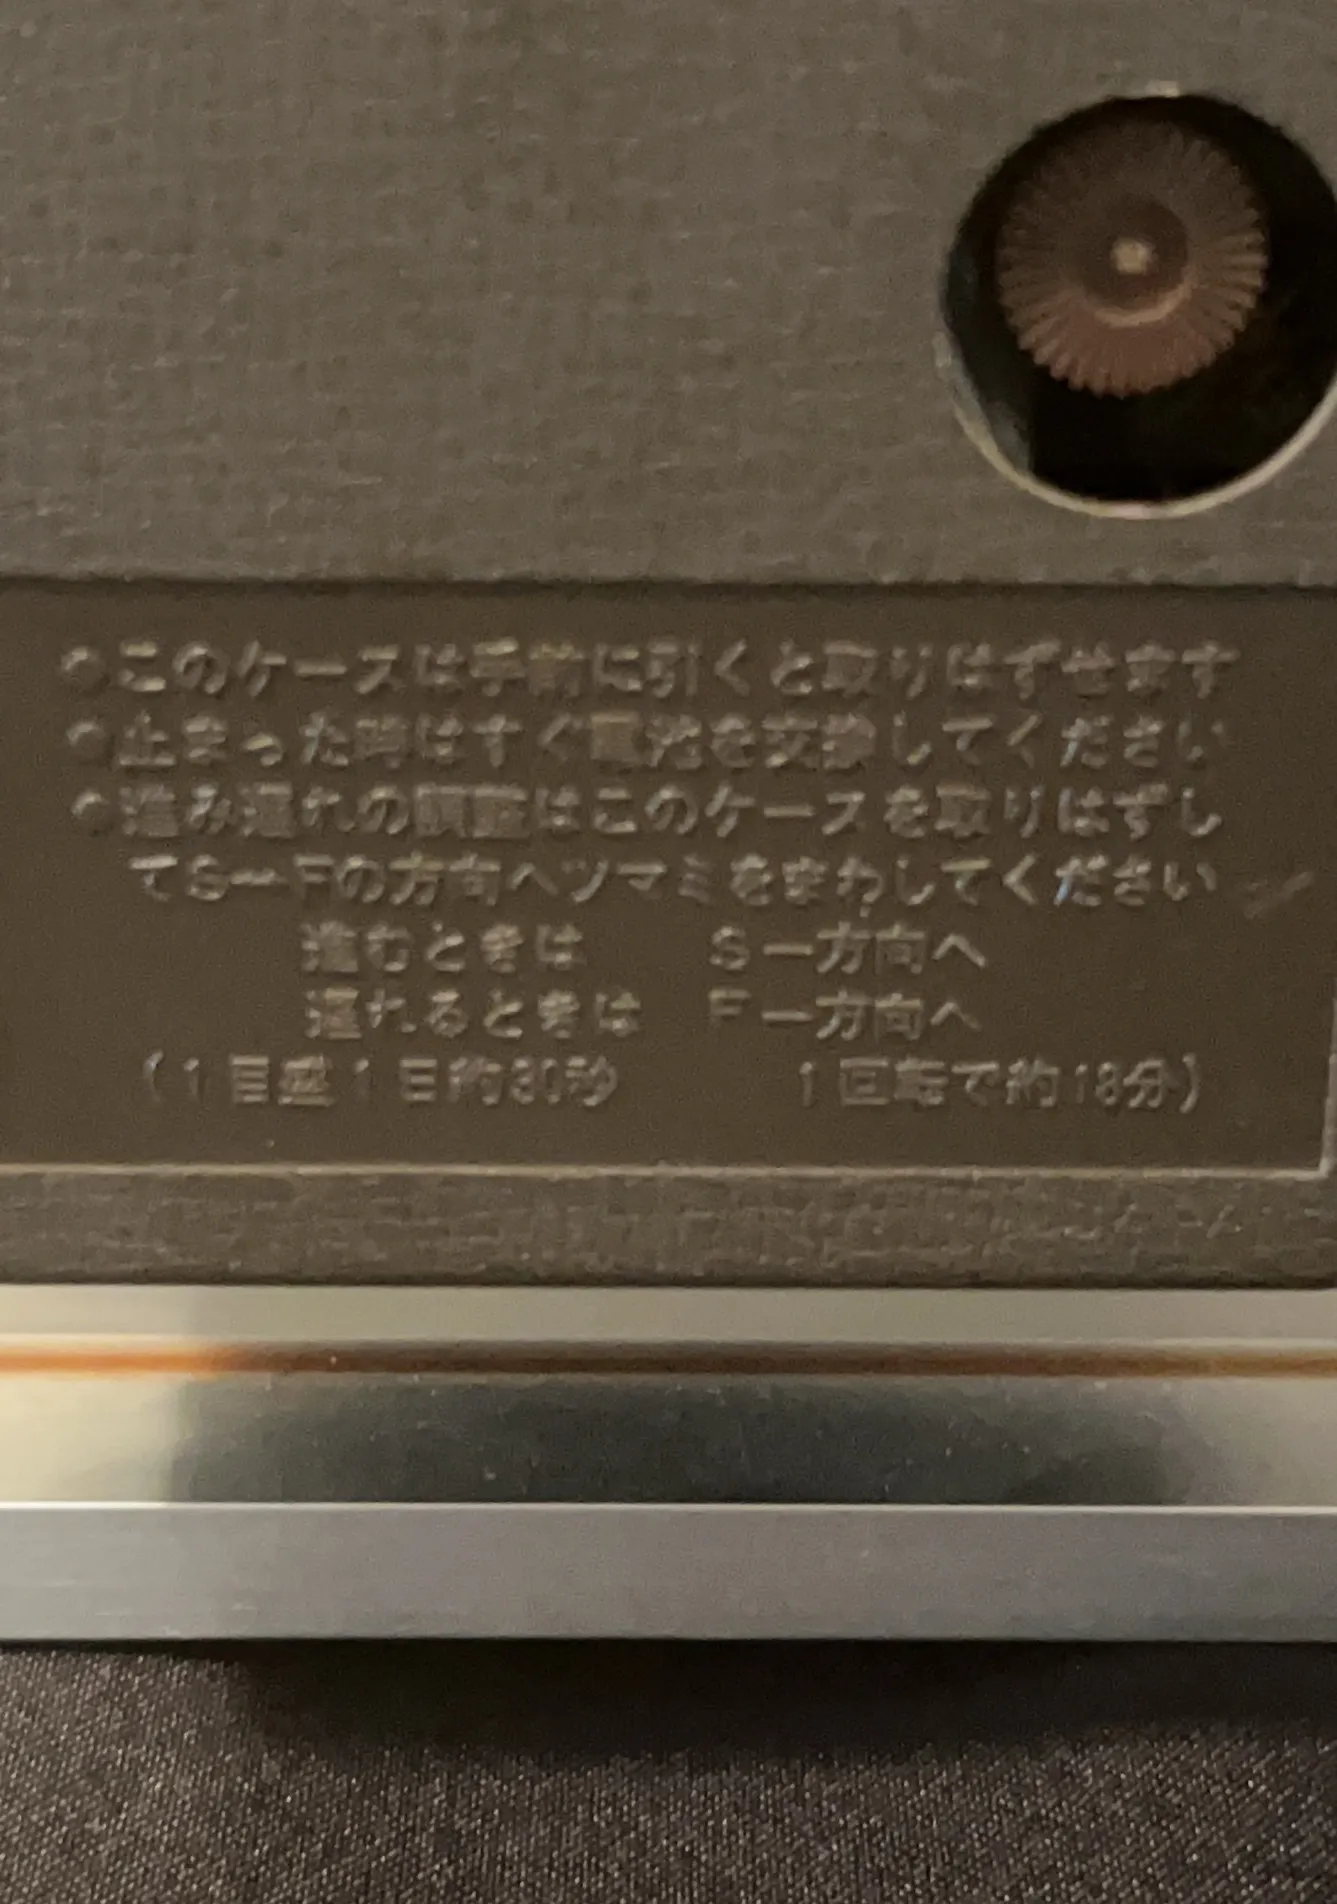 ●このケースは手前に引くと取りはずせます
●止まった時はすぐ電池を交換してください
●進み遅れの調整はこのケースを取りはずし
てS−Fの方向へツマミをまわしてください
進むときは　S−方向へ
遅れるときは　F−方向へ
(1目盛1日約30秒　1回転で約18分)